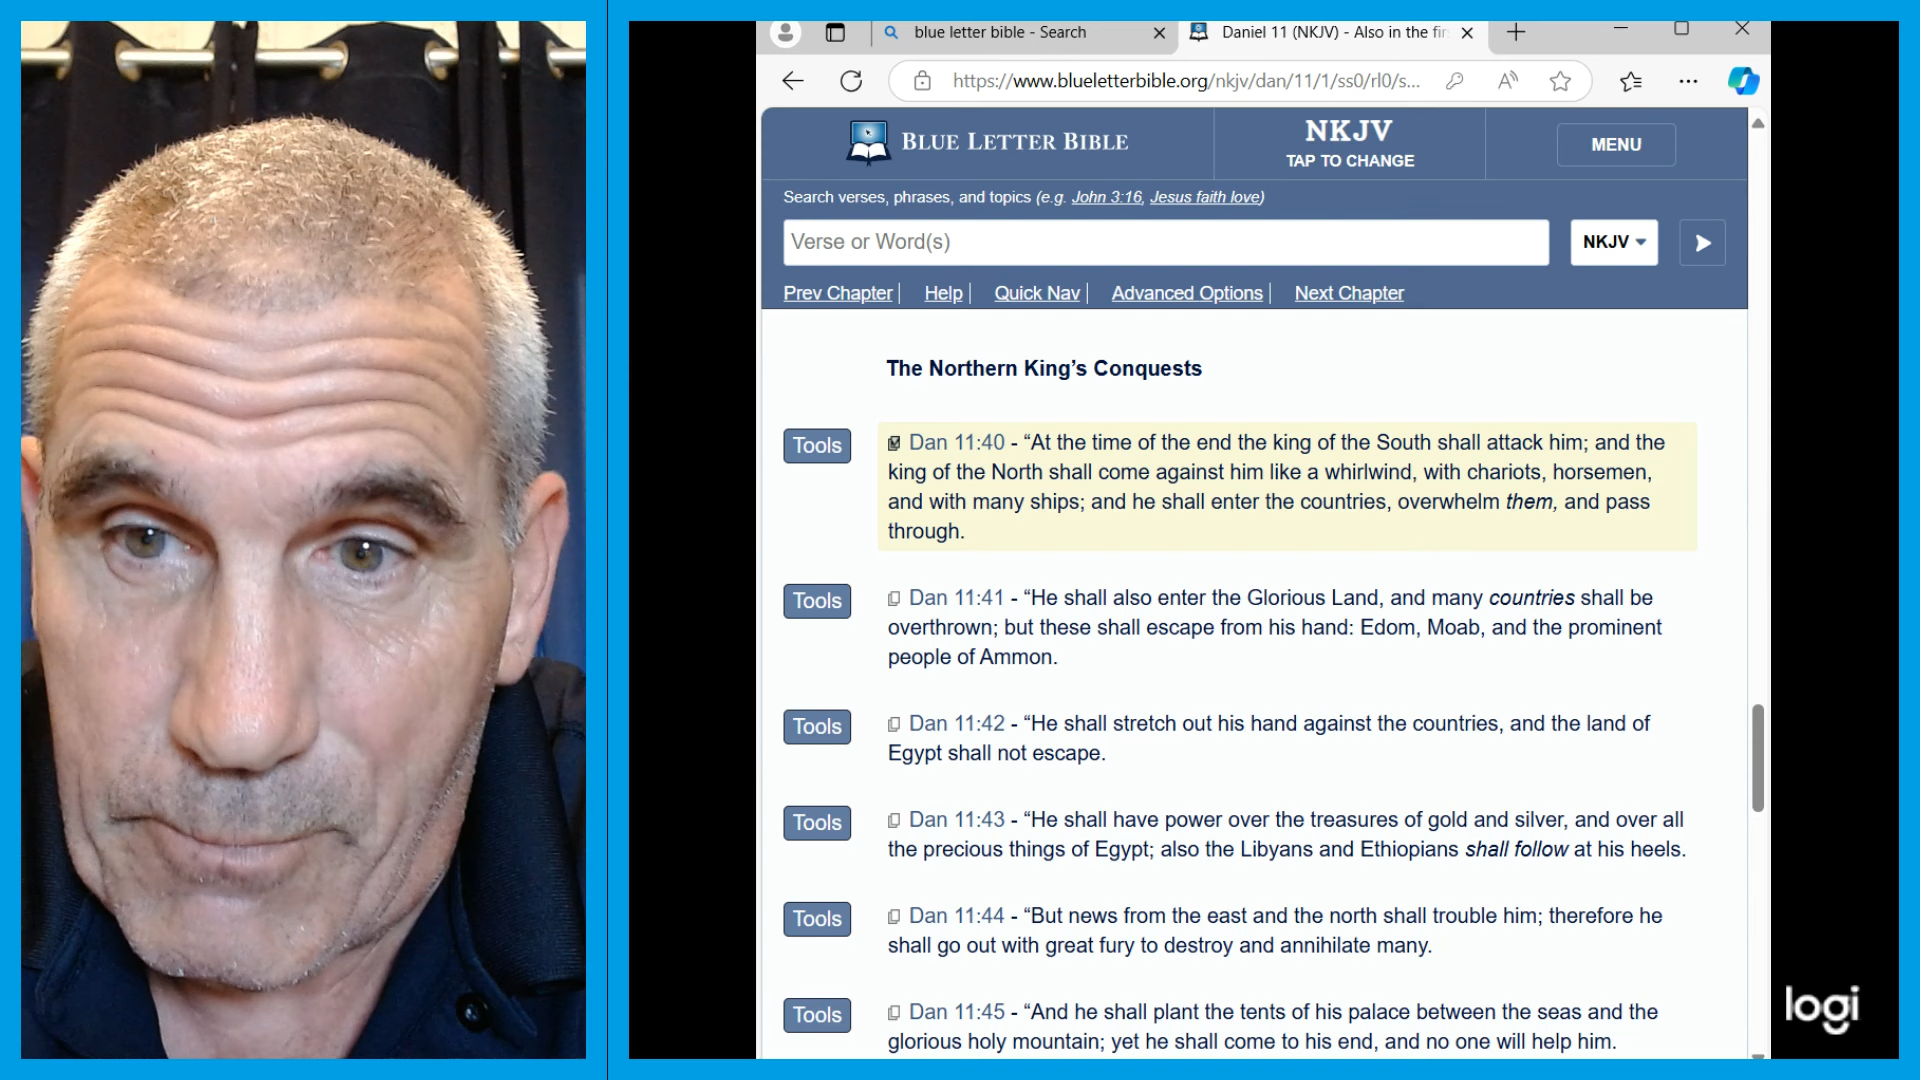 blue letter bible - Search
Daniel 11 (NKJV) - Also in the fir
https://www.blueletterbible.org/nkjv/dan/11/1/ss0/rl0/s...
BLUE LETTER BIBLE
NKJV
TAP TO CHANGE
MENU
Search verses, phrases, and topics (e.g. John 3:16, Jesus faith love)
Verse or Word(s)
NKJV
Prev Chapter | Help | Quick Nav | Advanced Options | Next Chapter
The Northern King’s Conquests
Tools
Dan 11:40 - “At the time of the end the king of the South shall attack him; and the
king of the North shall come against him like a whirlwind, with chariots, horsemen,
and with many ships; and he shall enter the countries, overwhelm them, and pass
through.
Tools
Dan 11:41 - “He shall also enter the Glorious Land, and many countries shall be
overthrown; but these shall escape from his hand: Edom, Moab, and the prominent
people of Ammon.
Tools
Dan 11:42 - “He shall stretch out his hand against the countries, and the land of
Egypt shall not escape.
Tools
Dan 11:43 - “He shall have power over the treasures of gold and silver, and over all
the precious things of Egypt; also the Libyans and Ethiopians shall follow at his heels.
Tools
Dan 11:44 - “But news from the east and the north shall trouble him; therefore he
shall go out with great fury to destroy and annihilate many.
Tools
Dan 11:45 - “And he shall plant the tents of his palace between the seas and the
glorious holy mountain; yet he shall come to his end, and no one will help him.
logi